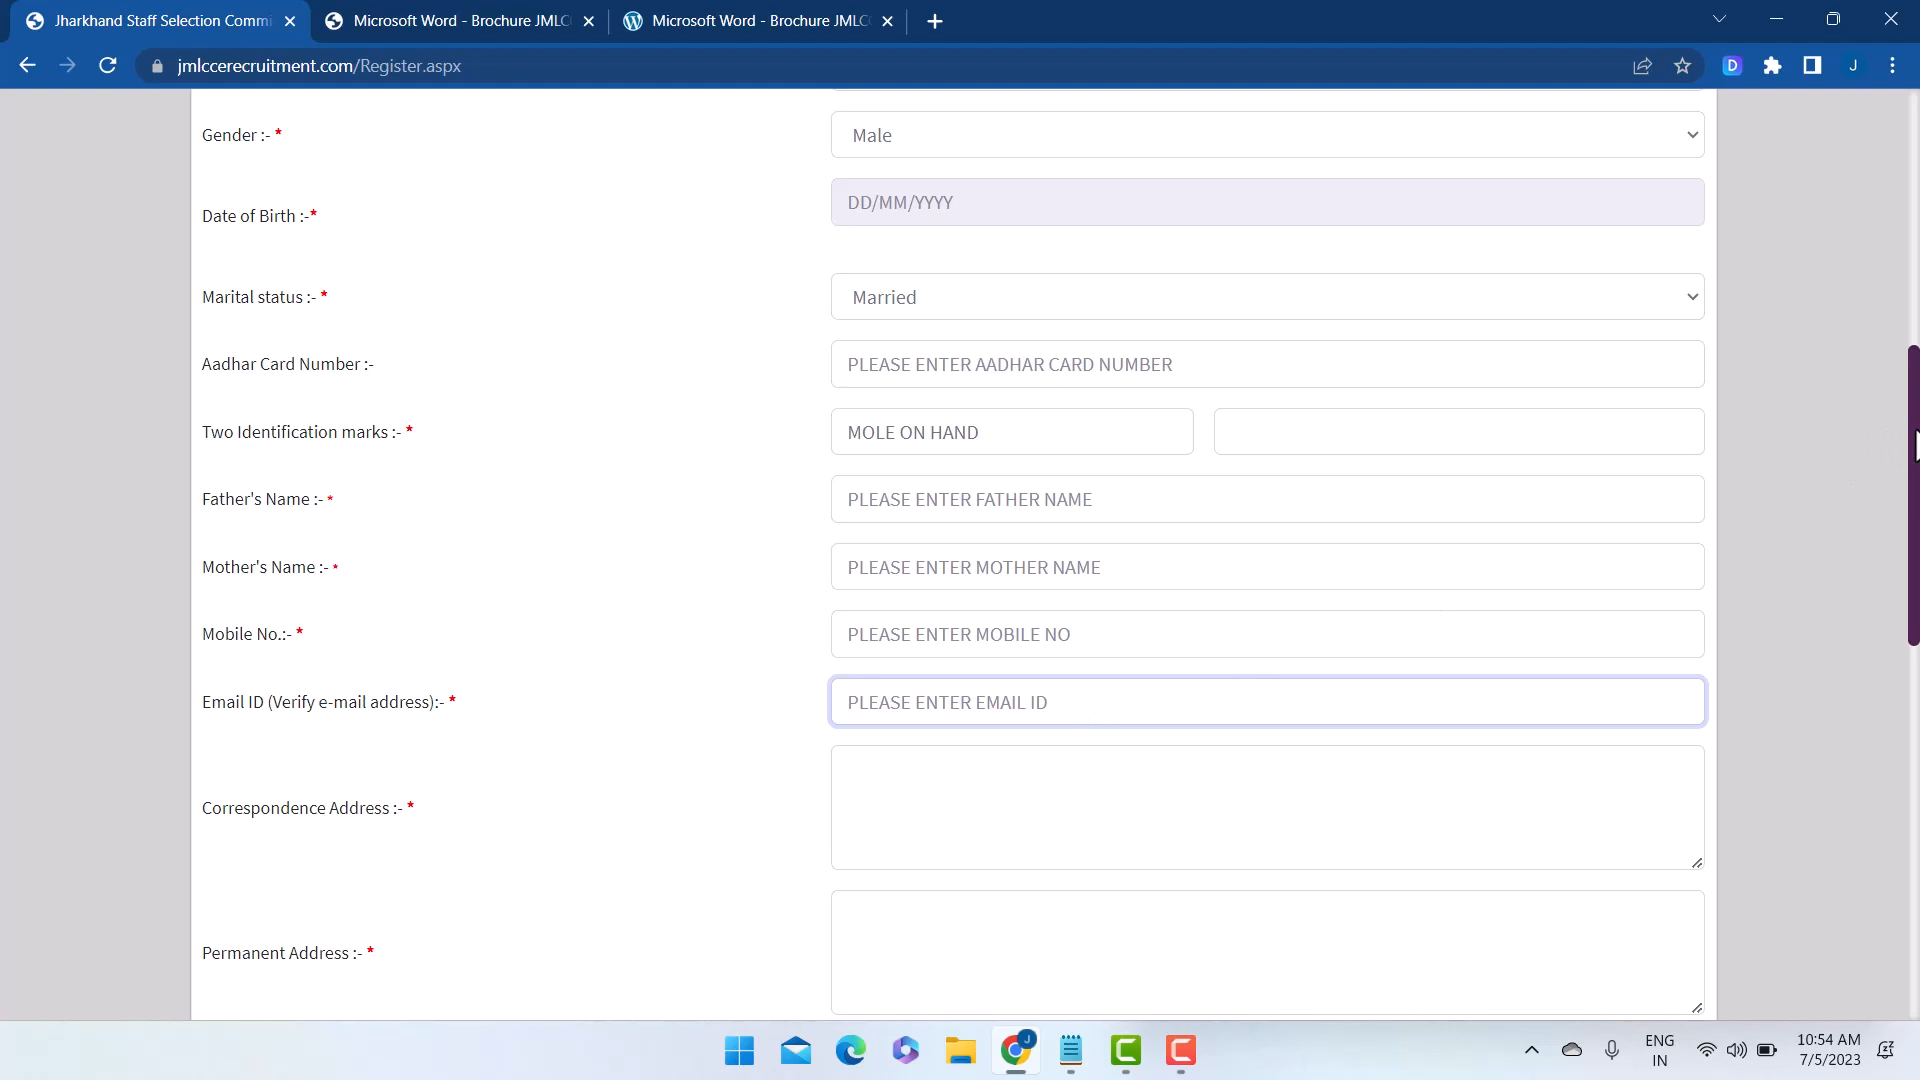 Jharkhand Staff Selection Commi
Microsoft Word - Brochure JMLC
Microsoft Word - Brochure JMLC
jmlccerecruitment.com/Register.aspx
D
J
Gender :- *
Male
Date of Birth :-*
DD/MM/YYYY
Marital status :- *
Married
Aadhar Card Number :-
PLEASE ENTER AADHAR CARD NUMBER
Two Identification marks :- *
MOLE ON HAND
Father's Name :- *
PLEASE ENTER FATHER NAME
Mother's Name :- *
PLEASE ENTER MOTHER NAME
Mobile No.:- *
PLEASE ENTER MOBILE NO
Email ID (Verify e-mail address):- *
PLEASE ENTER EMAIL ID
Correspondence Address :- *
Permanent Address :- *
J
ENG
IN
10:54 AM
7/5/2023